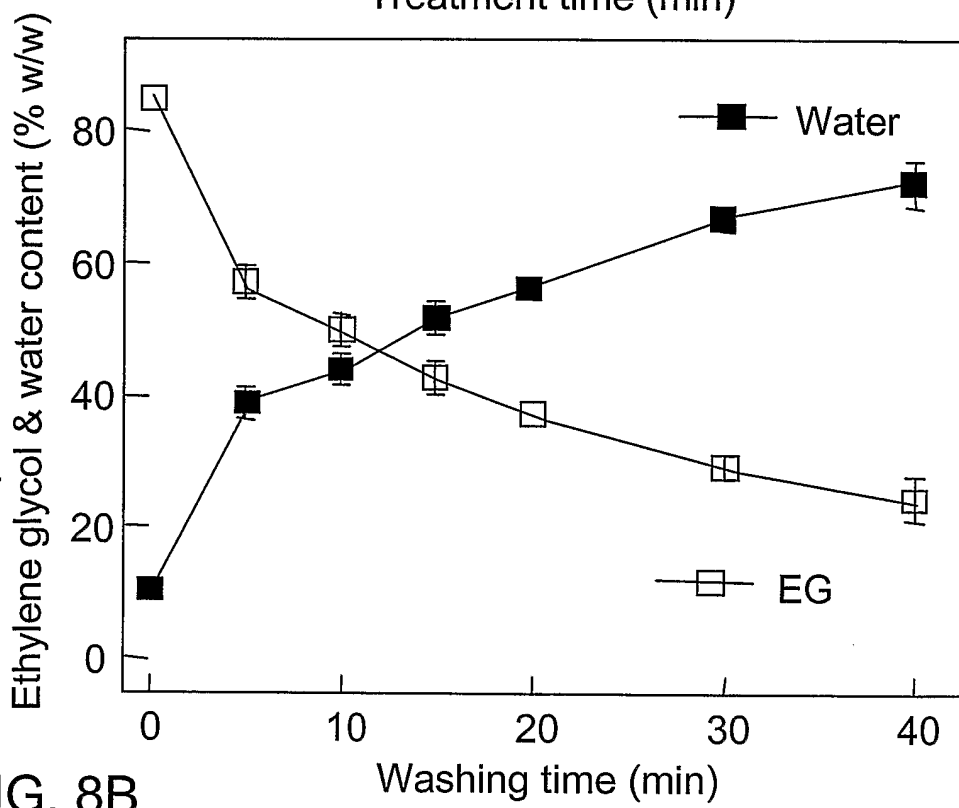 Treatment time (min)
Ethylene glycol & water content (% w/w)
80
60
40
20
0
Water
EG
0 10 20 30 40
Washing time (min)
IG. 8B